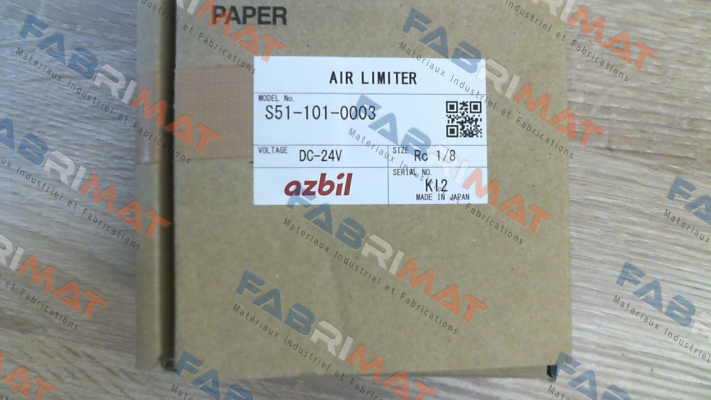 PAPER
AIR LIMITER
MODEL No.
S51-101-0003
VOLTAGE DC-24V
SIZE Rc 1/8
azbil
SERIAL NO.
K12
MADE IN JAPAN
FABRIMAT
Matériaux Industriel et Fabrications